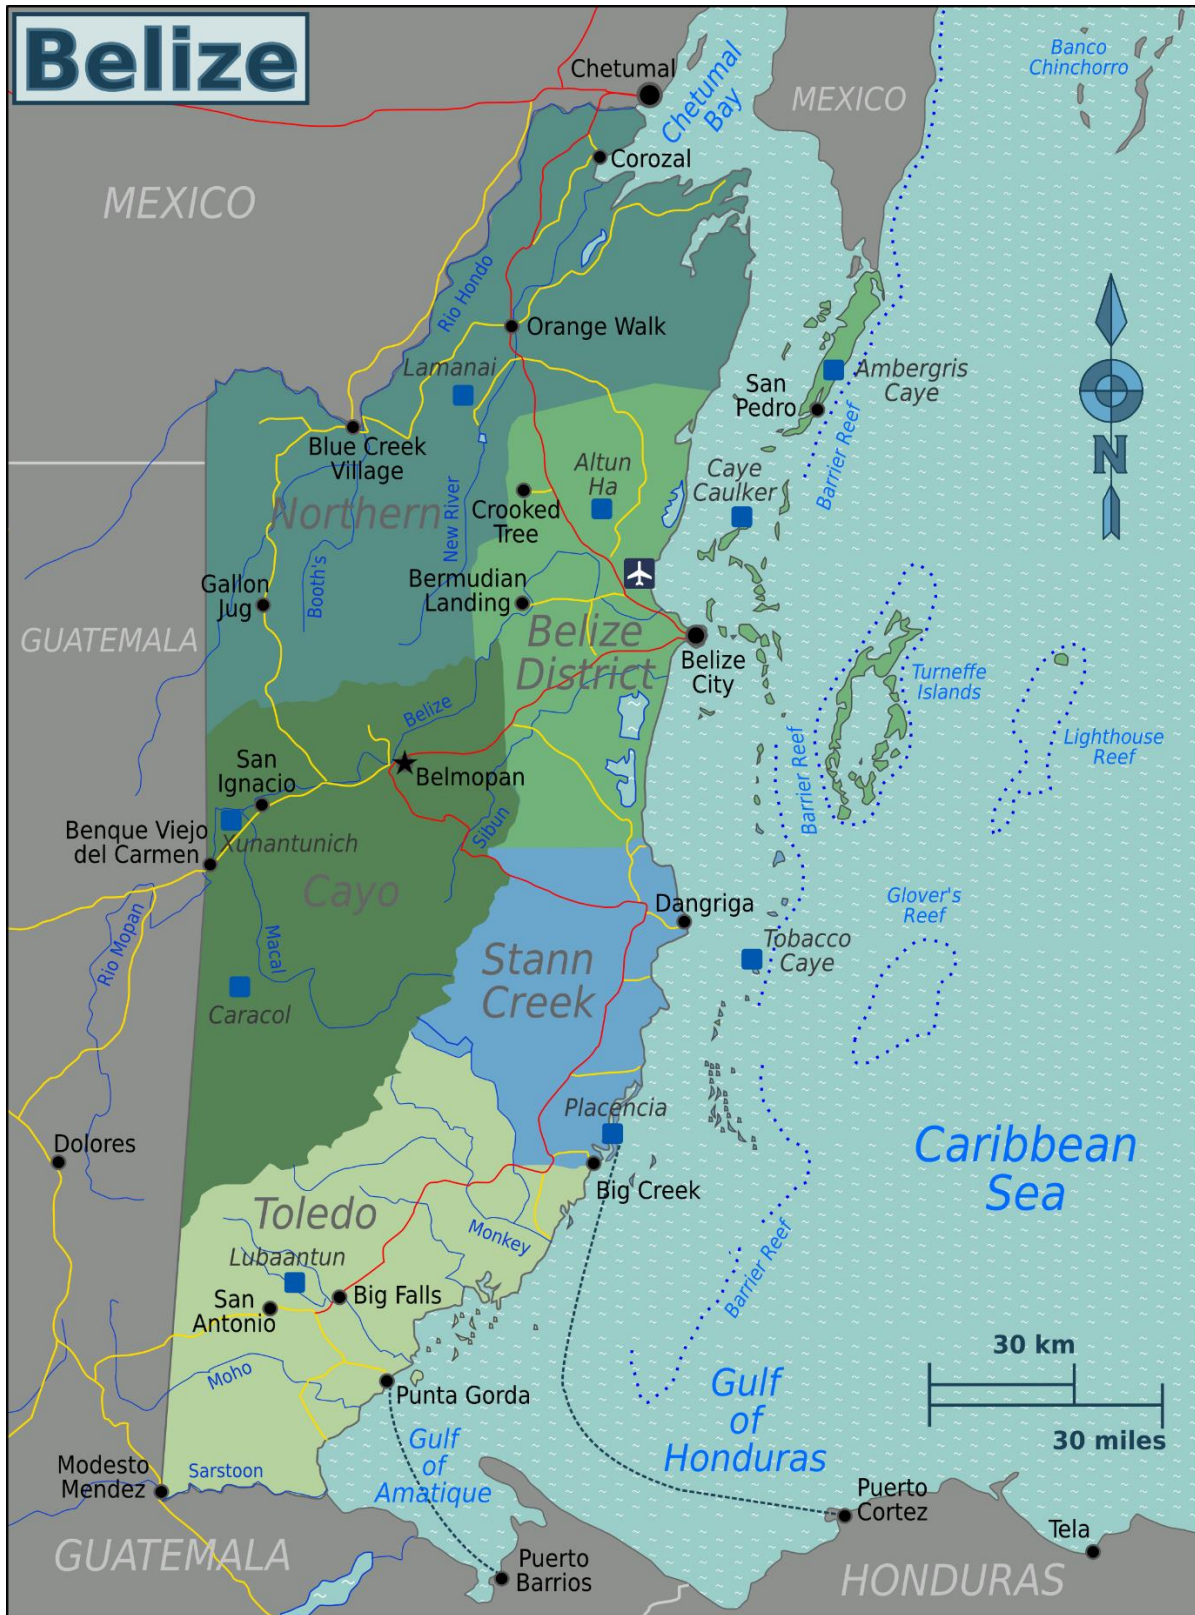 Belize
Chetumal
Chetumal
Bay
MEXICO
Banco
Chinchorro
Corozal
MEXICO
Rio Hondo
Orange Walk
Lamanai
Ambergris
Caye
San
Pedro
Barrier Reef
N
Blue Creek
Village
Altun
Ha
Caye
Caulker
Northern
New River
Crooked
Tree
Booth's
Gallon
Jug
Bermudian
Landing
GUATEMALA
Belize
District
Belize
City
Turneffe
Islands
Lighthouse
Reef
Belize
San
Ignacio
Belmopan
Barrier Reef
Sibun
Benque Viejo
del Carmen
Xunantunich
Cayo
Glover's
Reef
Dangriga
Rio Mopan
Macal
Stann
Creek
Tobacco
Caye
Caracol
Placencia
Dolores
Caribbean
Sea
Big Creek
Toledo
Monkey
Lubaantun
Barrier Reef
San
Antonio
Big Falls
30 km
Moho
Punta Gorda
Gulf
of
Honduras
30 miles
Gulf
of
Amatique
Modesto
Mendez
Sarstoon
Puerto
Cortez
Tela
GUATEMALA
Puerto
Barrios
HONDURAS